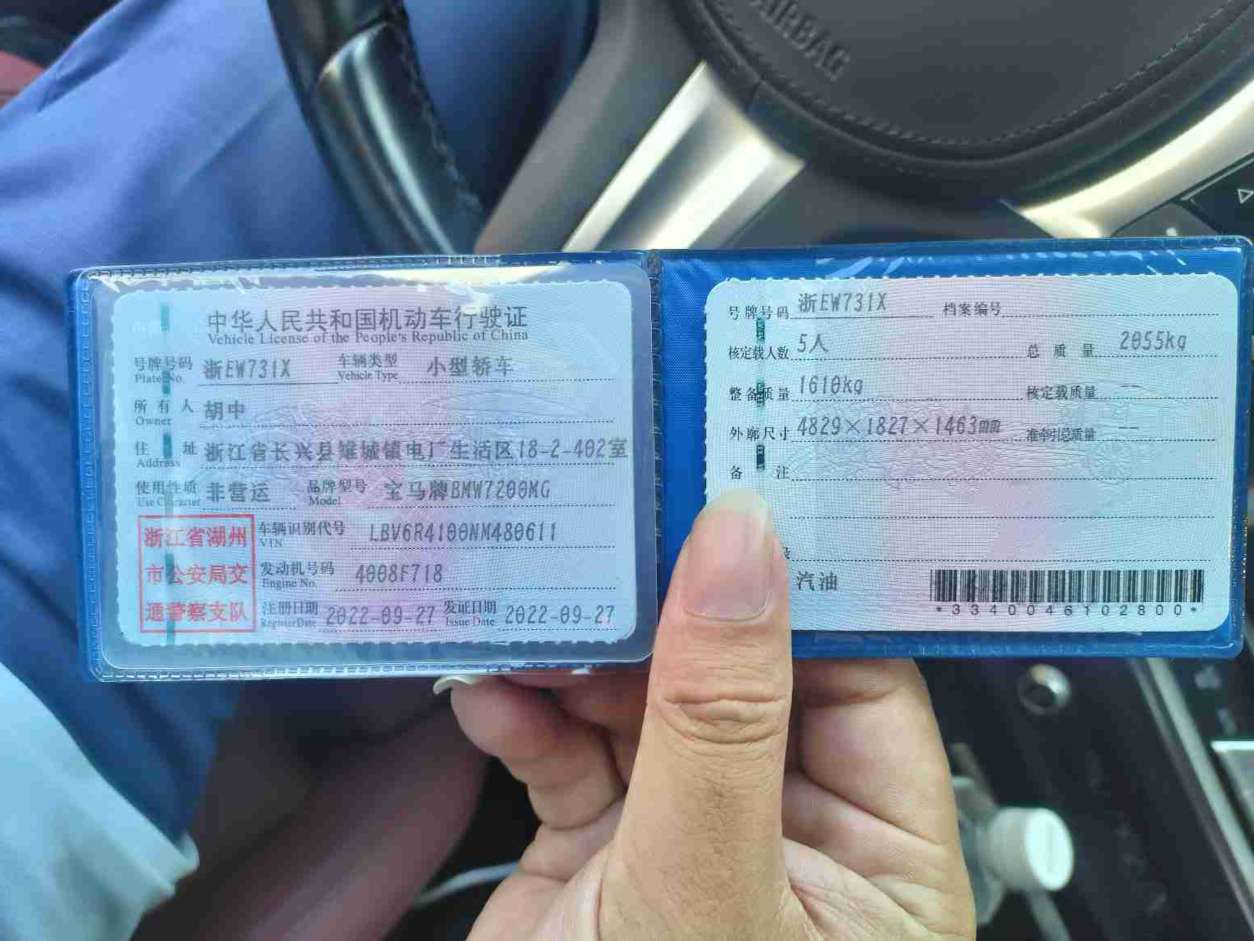 AIRBAG
中华人民共和国机动车行驶证
Vehicle License of the People's Republic of China
号牌号码 浙EW731X 车辆类型 小型轿车
Plate No. Vehicle Type
所有人 胡中
Owner
住址 浙江省长兴县雉城镇电厂生活区18-2-402室
Address
使用性质 非营运 品牌型号 宝马牌BMW7200MG
Use Character Model
浙江省湖州
市公安局交
通警察支队
车辆识别代号 LBV6R4100NM480611
VIN
发动机号码 4008F718
Engine No.
注册日期 2022-09-27 发证日期 2022-09-27
Register Date Issue Date
号牌号码 浙EW731X 档案编号
核定载人数 5人 总质量 2055kg
整备质量 1610kg 核定载质量 --
外廓尺寸 4829×1827×1463mm 准牵引总质量 --
备注
汽油
*3340046102800*